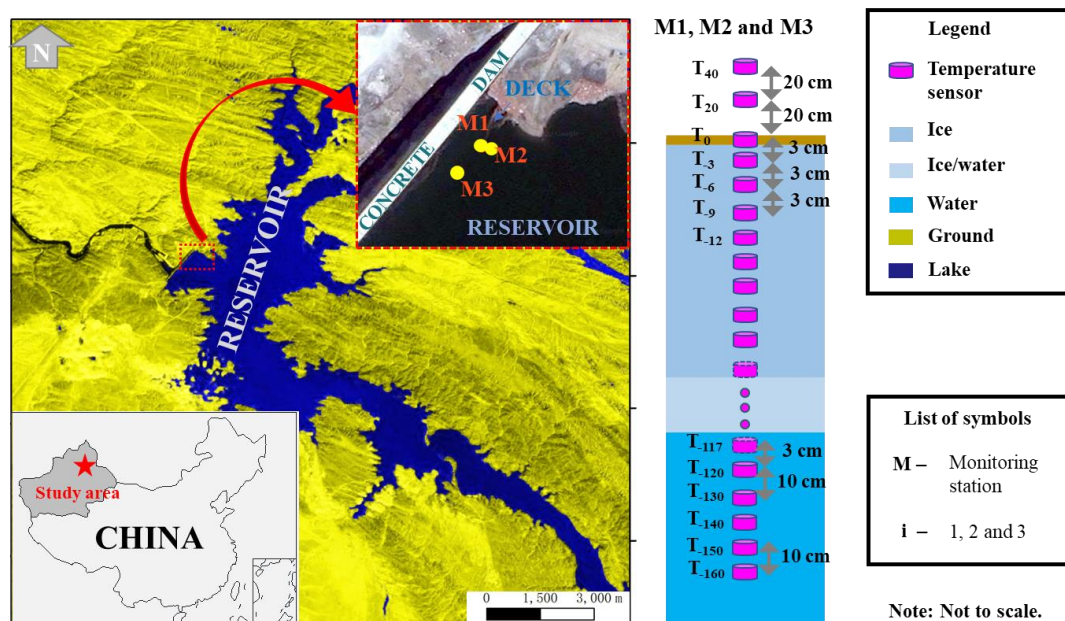 N
RESERVOIR
CONCRETE
DAM
DECK
M1
M2
M3
RESERVOIR
Study area
CHINA
0 1,500 3,000 m
M1, M2 and M3
T40
T20
T0
T-3
T-6
T-9
T-12
T-117
T-120
T-130
T-140
T-150
T-160
20 cm
20 cm
3 cm
3 cm
3 cm
3 cm
10 cm
10 cm
Legend
Temperature
sensor
Ice
Ice/water
Water
Ground
Lake
List of symbols
M – Monitoring
station
i – 1, 2 and 3
Note: Not to scale.